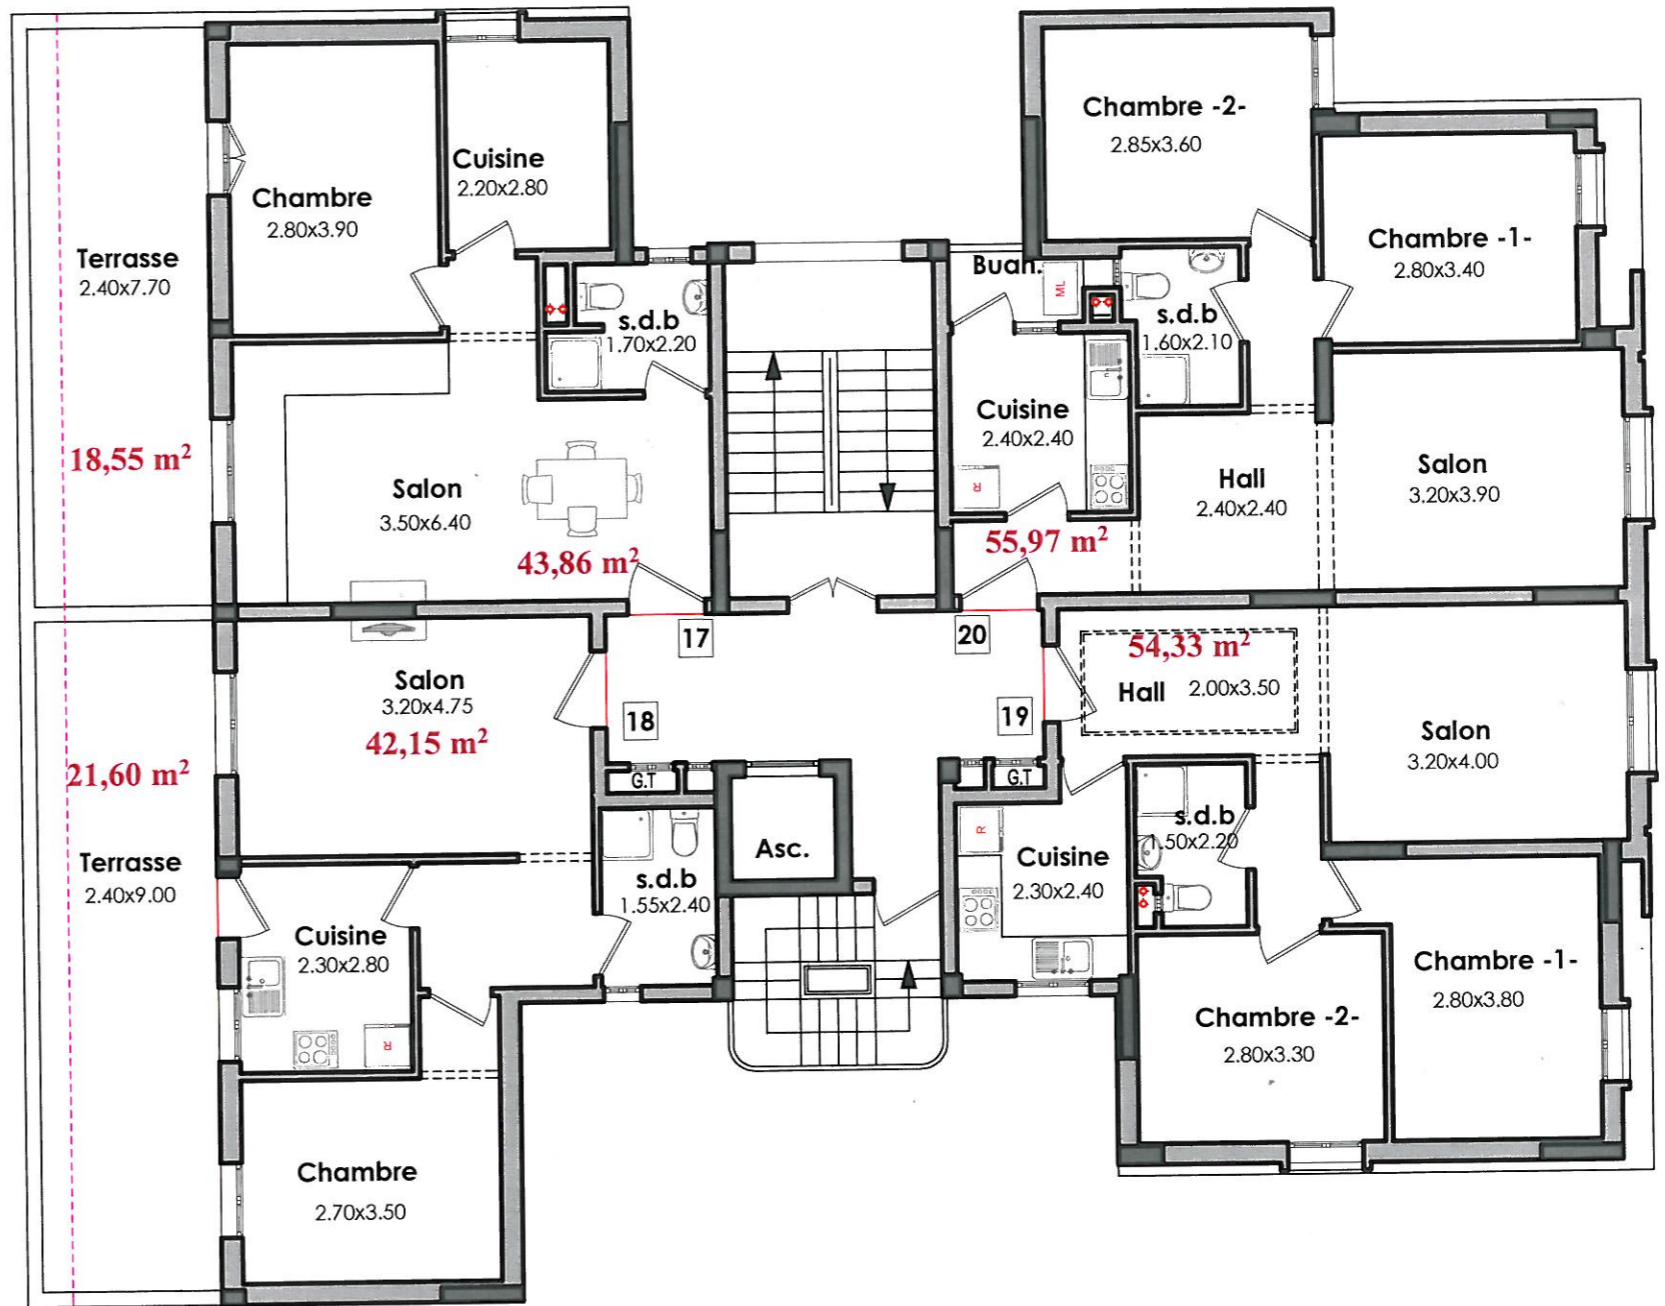 Terrasse
2.40x7.70
18,55 m²
Chambre
2.80x3.90
Cuisine
2.20x2.80
s.d.b
1.70x2.20
Salon
3.50x6.40
43,86 m²
17
Chambre -2-
2.85x3.60
Chambre -1-
2.80x3.40
Buan.
ML
s.d.b
1.60x2.10
Cuisine
2.40x2.40
R
Hall
2.40x2.40
Salon
3.20x3.90
55,97 m²
20
Terrasse
2.40x9.00
21,60 m²
Salon
3.20x4.75
42,15 m²
18
G.T
s.d.b
1.55x2.40
Cuisine
2.30x2.80
R
Chambre
2.70x3.50
Asc.
19
G.T
54,33 m²
Hall 2.00x3.50
Salon
3.20x4.00
R
Cuisine
2.30x2.40
s.d.b
1.50x2.20
Chambre -1-
2.80x3.80
Chambre -2-
2.80x3.30